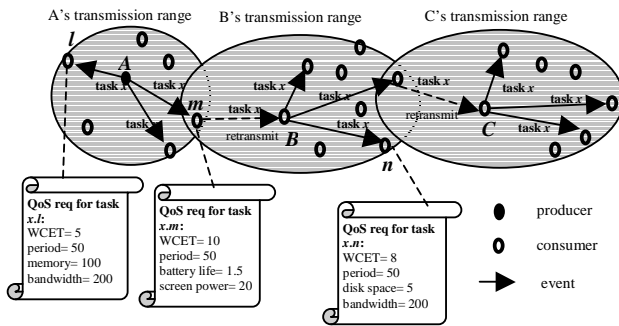 A's transmission range
B's transmission range
C's transmission range
l
A
task x
task x
task
m
task x
retransmit
task x
B
task x
task x
n
task x
retransmit
task x
C
task x
task x
QoS req for task
x.l:
WCET= 5
period= 50
memory= 100
bandwidth= 200
QoS req for task
x.m:
WCET= 10
period= 50
battery life= 1.5
screen power= 20
QoS req for task
x.n:
WCET= 8
period= 50
disk space= 5
bandwidth= 200
producer
consumer
event